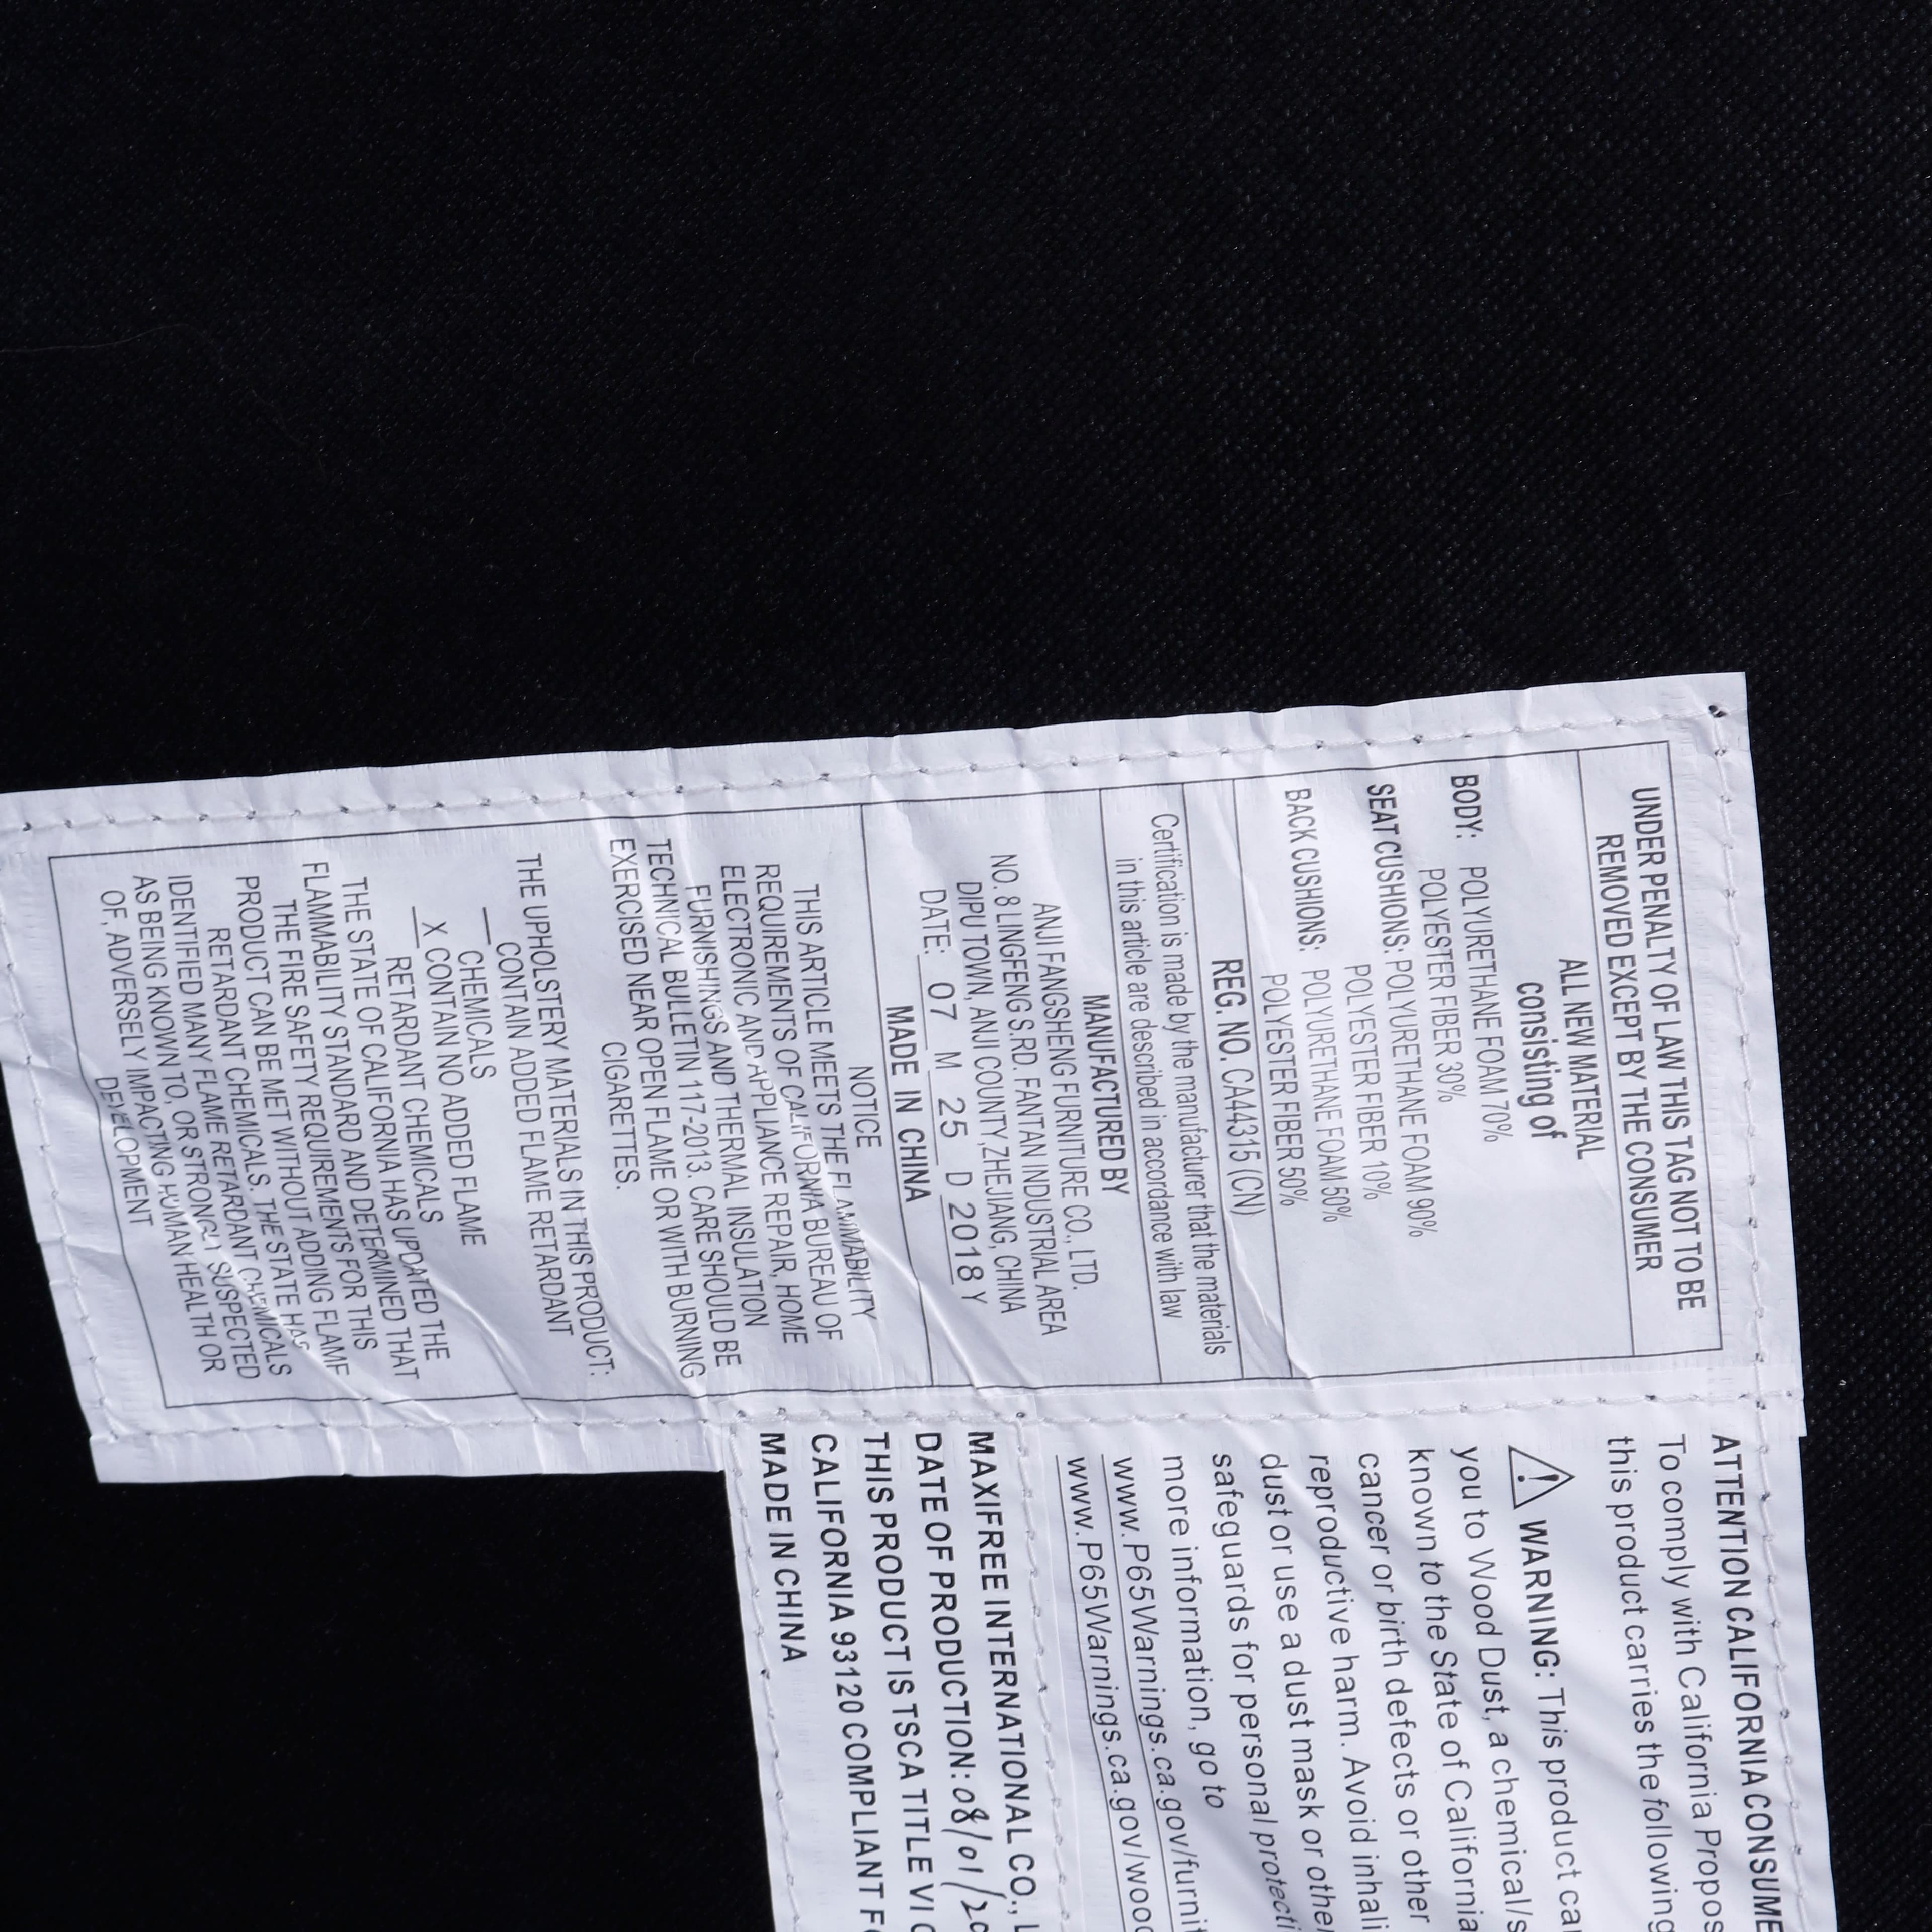 UNDER PENALTY OF LAW THIS TAG NOT TO BE
REMOVED EXCEPT BY THE CONSUMER
ALL NEW MATERIAL
consisting of
BODY: POLYURETHANE FOAM 70%
POLYESTER FIBER 30%
SEAT CUSHIONS: POLYURETHANE FOAM 90%
POLYESTER FIBER 10%
BACK CUSHIONS: POLYURETHANE FOAM 50%
POLYESTER FIBER 50%
REG. NO. CA44315 (CN)
Certification is made by the manufacturer that the materials
in this article are described in accordance with law
MANUFACTURED BY
ANJI FANGSHENG FURNITURE CO., LTD.
NO. 8 LINGFENG S.RD. FANTAN INDUSTRIAL AREA
DIPU TOWN, ANJI COUNTY, ZHEJIANG, CHINA
DATE: 07 M 25 D 2018 Y
MADE IN CHINA
NOTICE
THIS ARTICLE MEETS THE FLAMMABILITY
REQUIREMENTS OF CALIFORNIA BUREAU OF
ELECTRONIC AND APPLIANCE REPAIR, HOME
FURNISHINGS AND THERMAL INSULATION
TECHNICAL BULLETIN 117-2013. CARE SHOULD BE
EXERCISED NEAR OPEN FLAME OR WITH BURNING
CIGARETTES.
THE UPHOLSTERY MATERIALS IN THIS PRODUCT:
___ CONTAIN ADDED FLAME RETARDANT
CHEMICALS
_X_ CONTAIN NO ADDED FLAME
RETARDANT CHEMICALS
THE STATE OF CALIFORNIA HAS UPDATED THE
FLAMMABILITY STANDARD AND DETERMINED THAT
THE FIRE SAFETY REQUIREMENTS FOR THIS
PRODUCT CAN BE MET WITHOUT ADDING FLAME
RETARDANT CHEMICALS. THE STATE HAS
IDENTIFIED MANY FLAME RETARDANT CHEMICALS
AS BEING KNOWN TO, OR STRONGLY SUSPECTED
OF, ADVERSELY IMPACTING HUMAN HEALTH OR
DEVELOPMENT
ATTENTION CALIFORNIA CONSUME
To comply with California Propos
this product carries the following
⚠ WARNING: This product ca
you to Wood Dust, a chemical/s
known to the State of California
cancer or birth defects or other
reproductive harm. Avoid inhali
dust or use a dust mask or other
safeguards for personal protecti
more information, go to
www.P65Warnings.ca.gov/furnit
www.P65Warnings.ca.gov/wood
MAXIFREE INTERNATIONAL CO., L
DATE OF PRODUCTION: 08/01/20
THIS PRODUCT IS TSCA TITLE VI C
CALIFORNIA 93120 COMPLIANT F
MADE IN CHINA